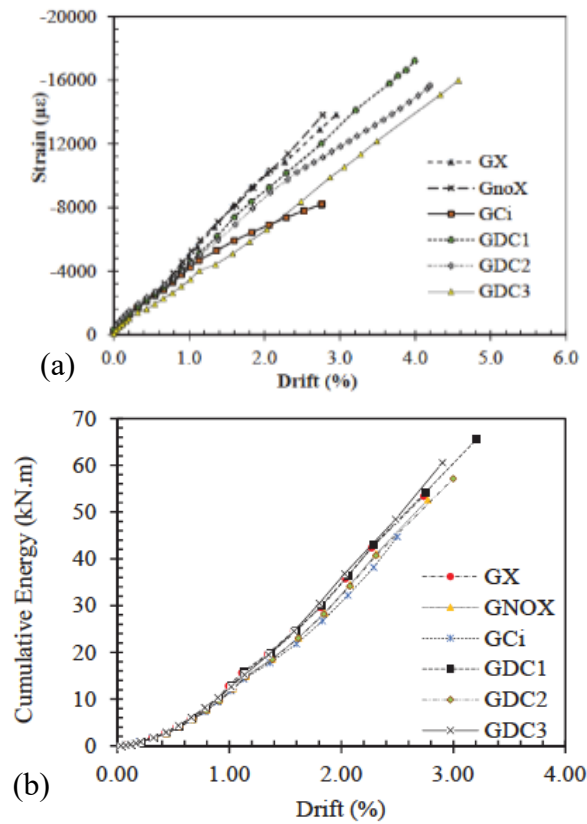 -20000
-16000
-12000
-8000
-4000
0
Strain (με)
GX
GnoX
GCi
GDC1
GDC2
GDC3
0.0 1.0 2.0 3.0 4.0 5.0 6.0
Drift (%)
(a)
70
60
50
40
30
20
10
0
Cumulative Energy (kN.m)
GX
GNOX
GCi
GDC1
GDC2
GDC3
0.00 1.00 2.00 3.00 4.00
Drift (%)
(b)